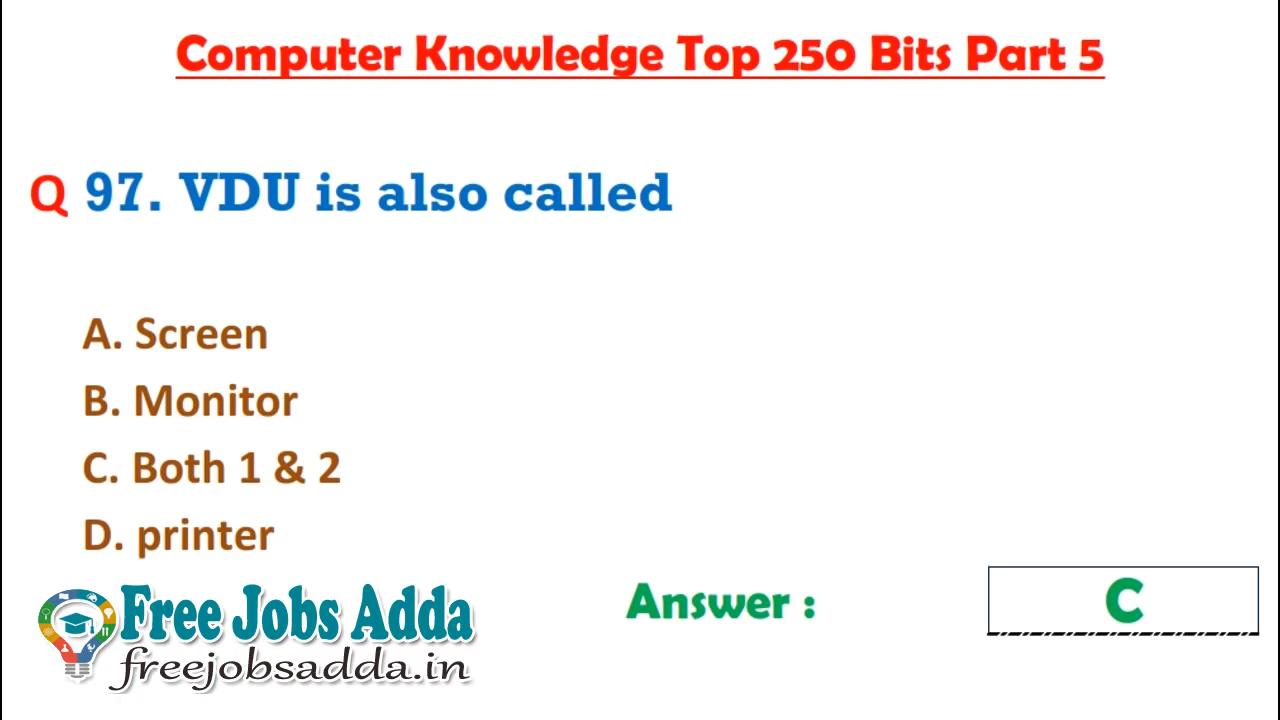 Computer Knowledge Top 250 Bits Part 5
Q 97. VDU is also called
A. Screen
B. Monitor
C. Both 1 & 2
D. printer
Answer : C
Free Jobs Adda
freejobsadda.in